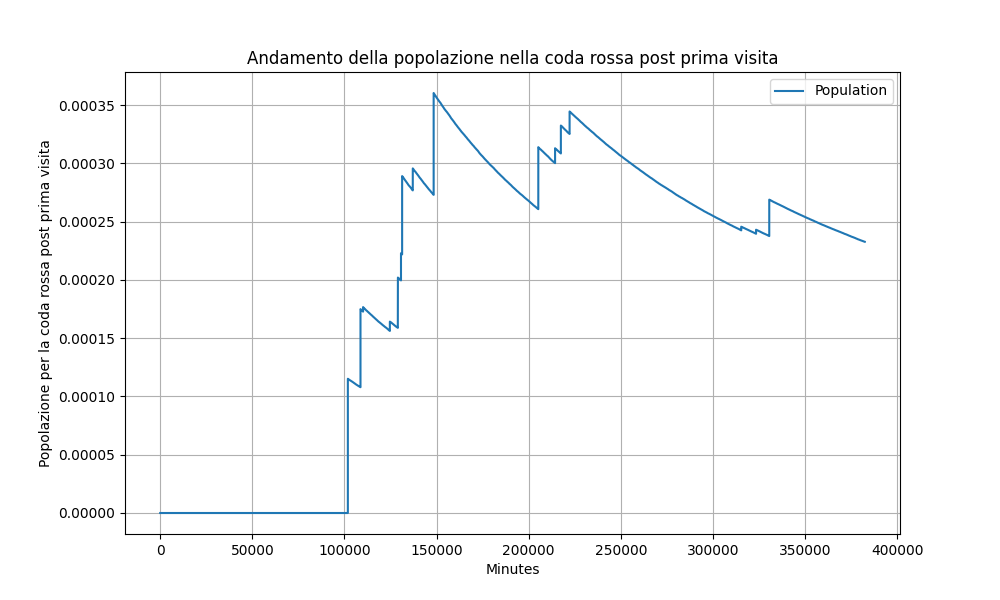 Andamento della popolazione nella coda rossa post prima visita
Population
Popolazione per la coda rossa post prima visita
0.00035
0.00030
0.00025
0.00020
0.00015
0.00010
0.00005
0.00000
0 50000 100000 150000 200000 250000 300000 350000 400000
Minutes